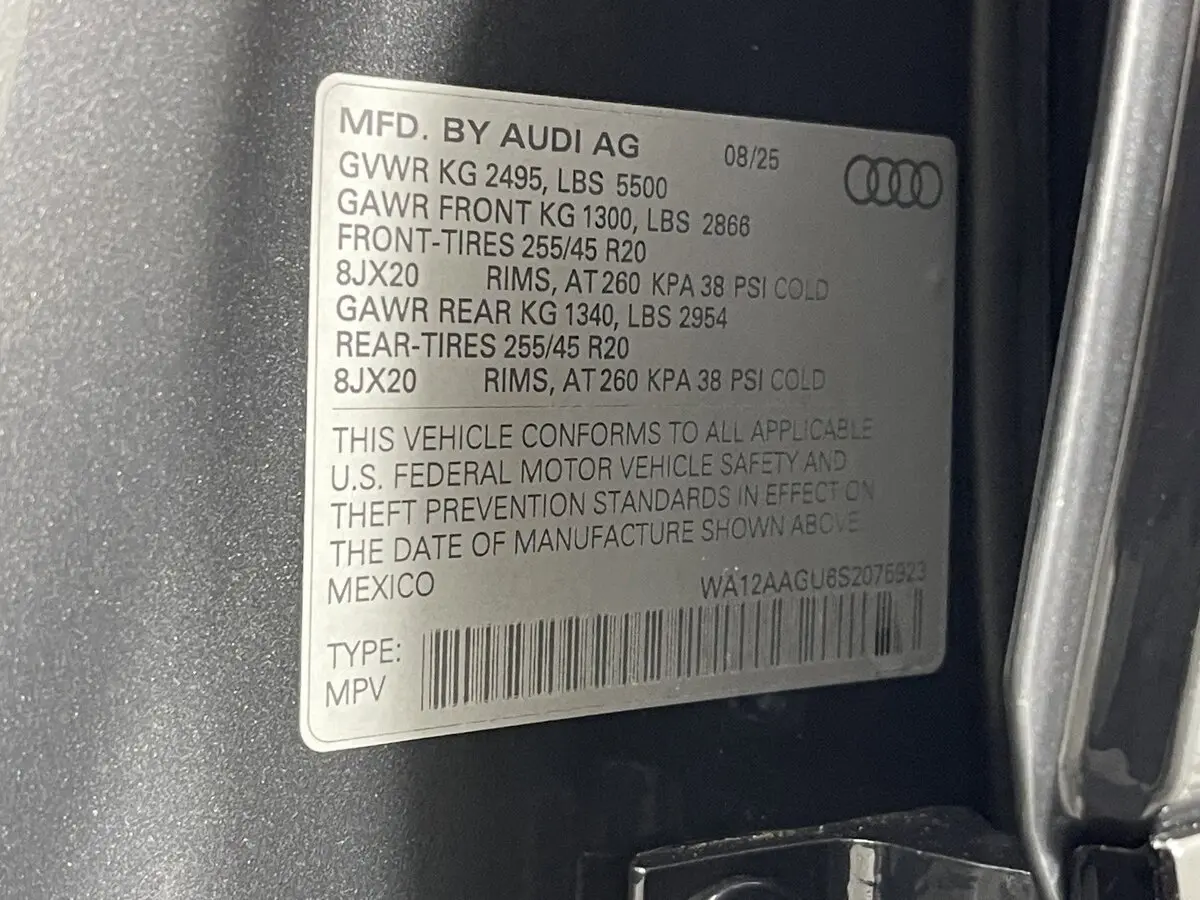 MFD. BY AUDI AG 08/25
GVWR KG 2495, LBS 5500
GAWR FRONT KG 1300, LBS 2866
FRONT-TIRES 255/45 R20
8JX20 RIMS, AT 260 KPA 38 PSI COLD
GAWR REAR KG 1340, LBS 2954
REAR-TIRES 255/45 R20
8JX20 RIMS, AT 260 KPA 38 PSI COLD
THIS VEHICLE CONFORMS TO ALL APPLICABLE
U.S. FEDERAL MOTOR VEHICLE SAFETY AND
THEFT PREVENTION STANDARDS IN EFFECT ON
THE DATE OF MANUFACTURE SHOWN ABOVE
MEXICO WA12AAGU6S2075923
TYPE:
MPV